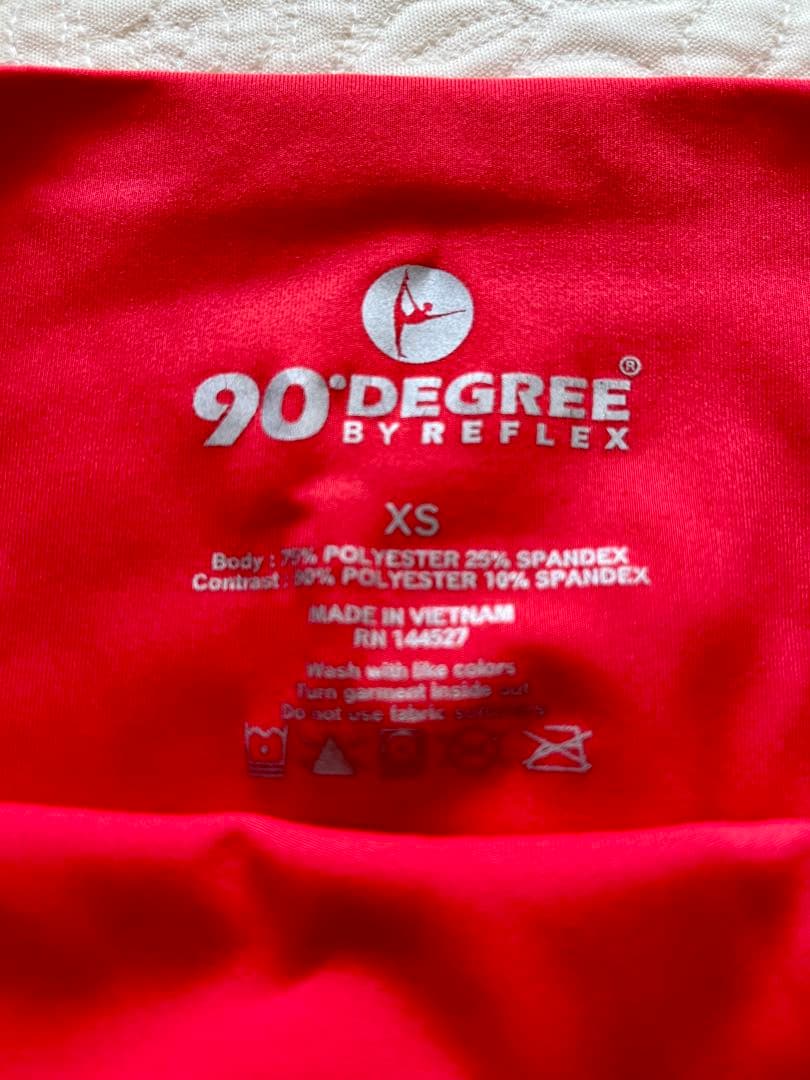 90°DEGREE®
BY REFLEX
XS
Body : 75% POLYESTER 25% SPANDEX
Contrast : 90% POLYESTER 10% SPANDEX
MADE IN VIETNAM
RN 144527
Wash with like colors
Turn garment inside out
Do not use fabric